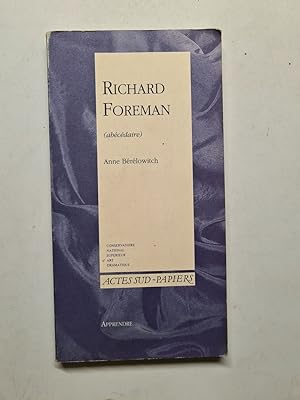 RICHARD
FOREMAN
(abécédaire)
Anne Bérélowitch
CONSERVATOIRE
NATIONAL
SUPÉRIEUR
d'ART
DRAMATIQUE
ACTES SUD-PAPIERS
APPRENDRE